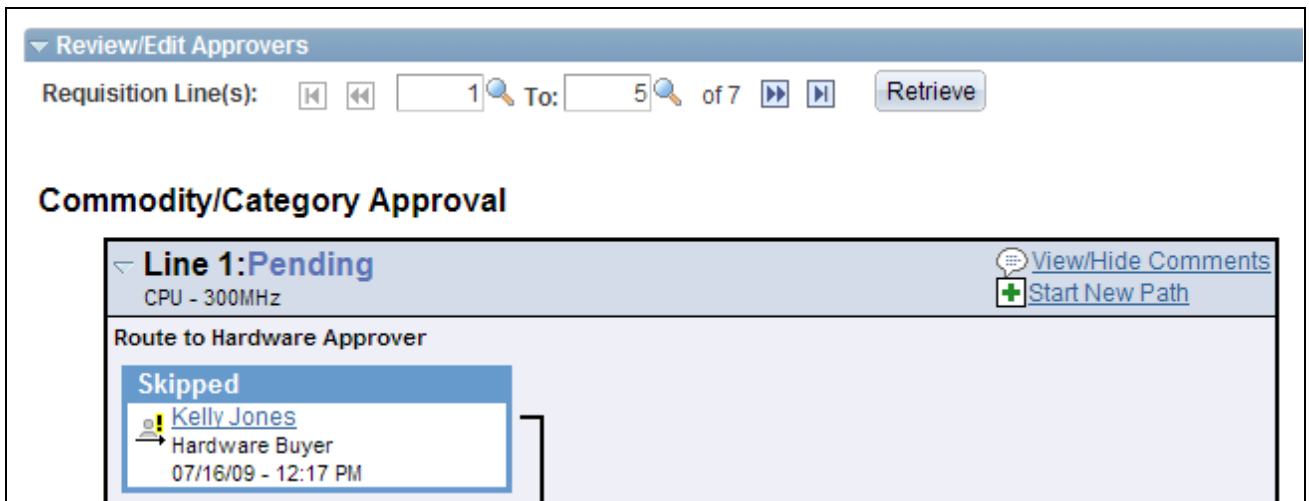 Review/Edit Approvers
Requisition Line(s): 1 To: 5 of 7 Retrieve
Commodity/Category Approval
Line 1:Pending View/Hide Comments
CPU - 300MHz Start New Path
Route to Hardware Approver
Skipped
Kelly Jones
Hardware Buyer
07/16/09 - 12:17 PM